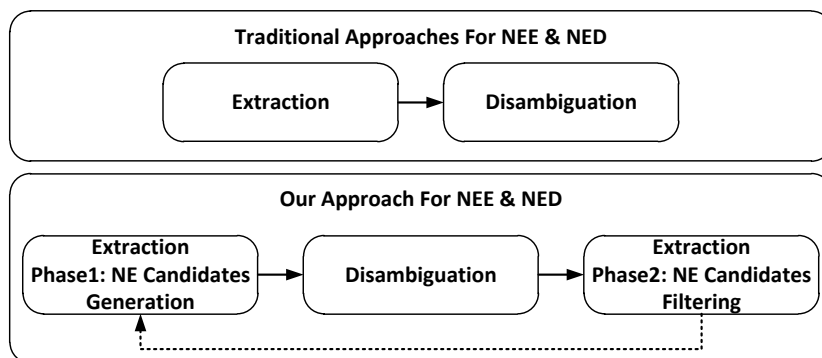 Traditional Approaches For NEE & NED
Extraction
Disambiguation
Our Approach For NEE & NED
Extraction
Phase1: NE Candidates
Generation
Disambiguation
Extraction
Phase2: NE Candidates
Filtering